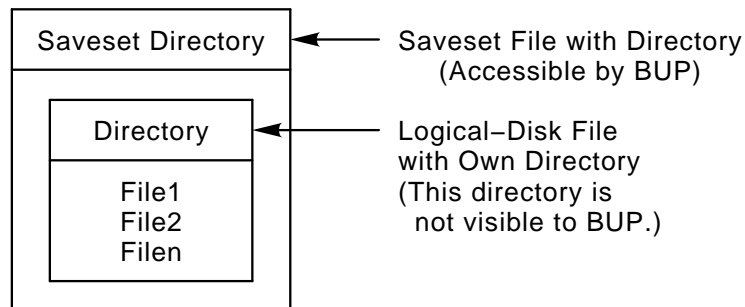 Saveset Directory
Saveset File with Directory
(Accessible by BUP)
Directory
File1
File2
Filen
Logical–Disk File
with Own Directory
(This directory is
not visible to BUP.)